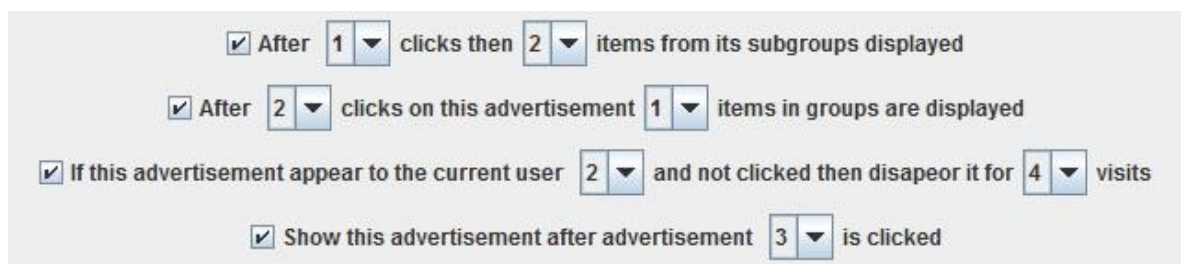 After 1 clicks then 2 items from its subgroups displayed
After 2 clicks on this advertisement 1 items in groups are displayed
If this advertisement appear to the current user 2 and not clicked then disapeor it for 4 visits
Show this advertisement after advertisement 3 is clicked